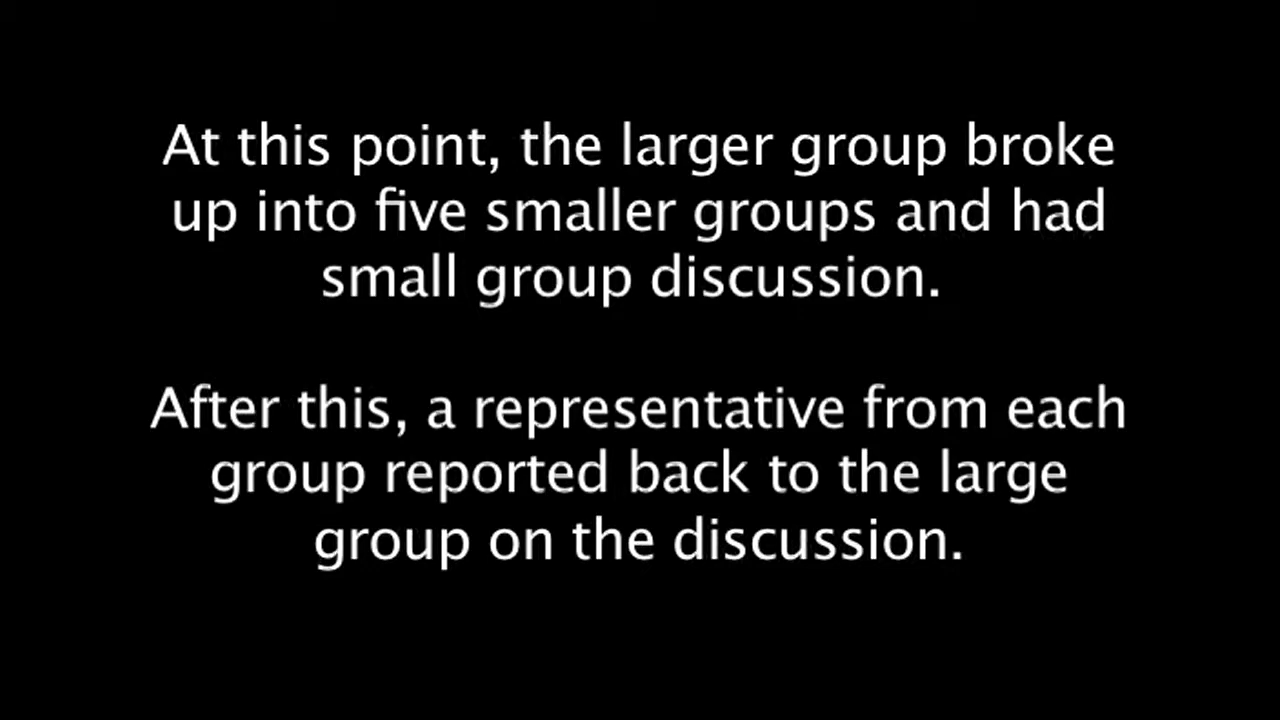 At this point, the larger group broke
up into five smaller groups and had
small group discussion.
After this, a representative from each
group reported back to the large
group on the discussion.